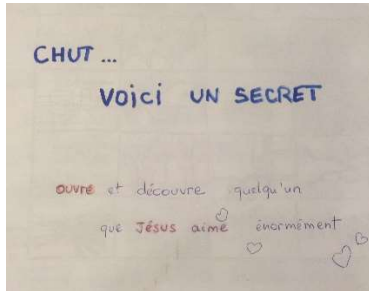 CHUT...
VOiCi UN SECRET
ouvre et découvre quelqu'un
que Jésus aime énormément